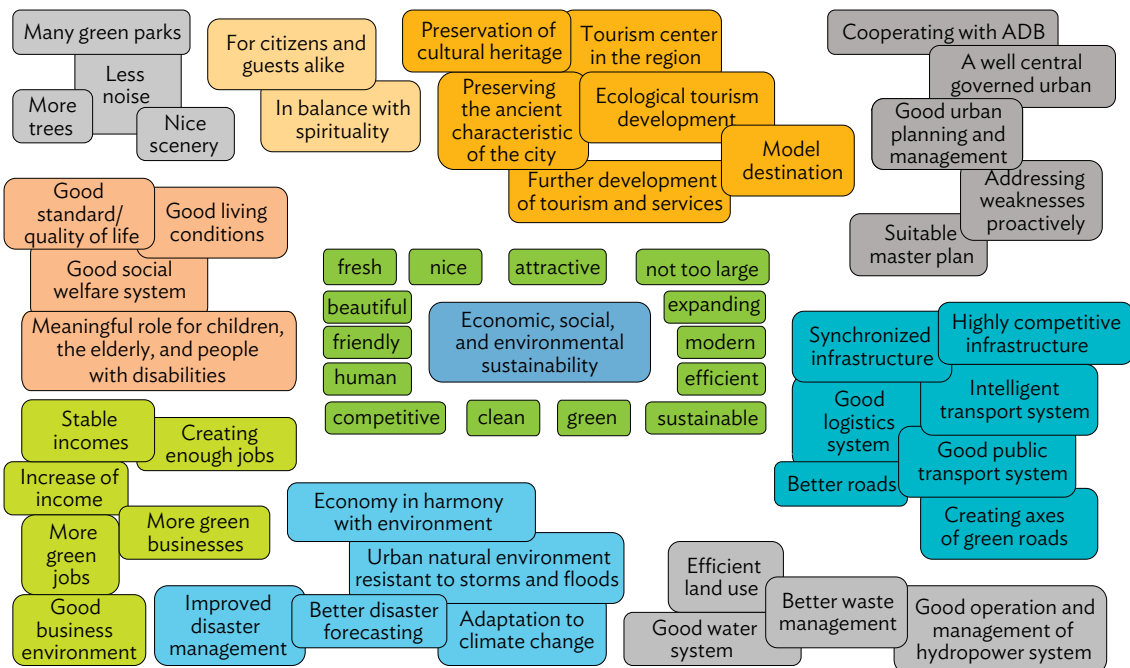 Many green parks
Less
noise
More
trees
Nice
scenery
For citizens and
guests alike
In balance with
spirituality
Preservation of
cultural heritage
Tourism center
in the region
Preserving
the ancient
characteristic
of the city
Ecological tourism
development
Model
destination
Further development
of tourism and services
Cooperating with ADB
A well central
governed urban
Good urban
planning and
management
Addressing
weaknesses
proactively
Suitable
master plan
Good
standard/
quality of life
Good living
conditions
Good social
welfare system
Meaningful role for children,
the elderly, and people
with disabilities
fresh
nice
attractive
not too large
beautiful
expanding
friendly
modern
human
efficient
competitive
clean
green
sustainable
Economic, social,
and environmental
sustainability
Synchronized
infrastructure
Highly competitive
infrastructure
Good
logistics
system
Intelligent
transport system
Good public
transport system
Better roads
Creating axes
of green roads
Stable
incomes
Creating
enough jobs
Increase of
income
More green
businesses
More
green
jobs
Good
business
environment
Economy in harmony
with environment
Urban natural environment
resistant to storms and floods
Improved
disaster
management
Better disaster
forecasting
Adaptation to
climate change
Efficient
land use
Good water
system
Better waste
management
Good operation and
management of
hydropower system